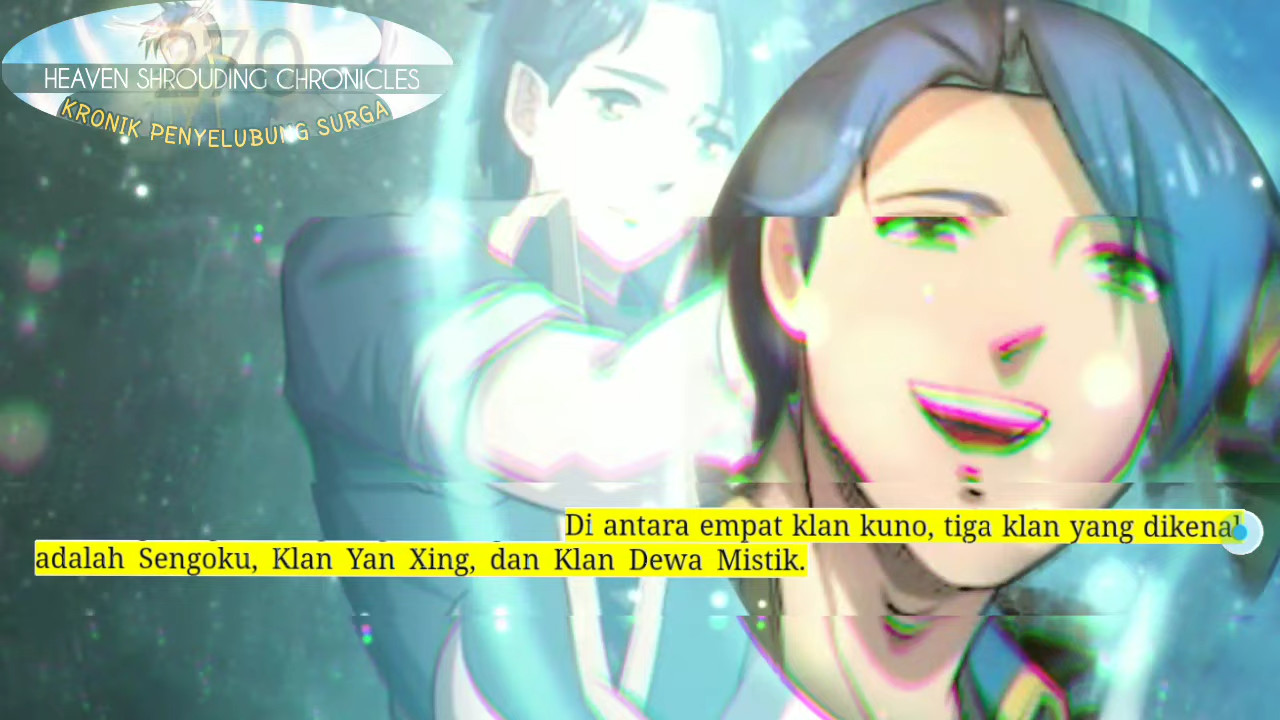 270
HEAVEN SHROUDING CHRONICLES
KRONIK PENYELUBUNG SURGA
Di antara empat klan kuno, tiga klan yang dikenal
adalah Sengoku, Klan Yan Xing, dan Klan Dewa Mistik.